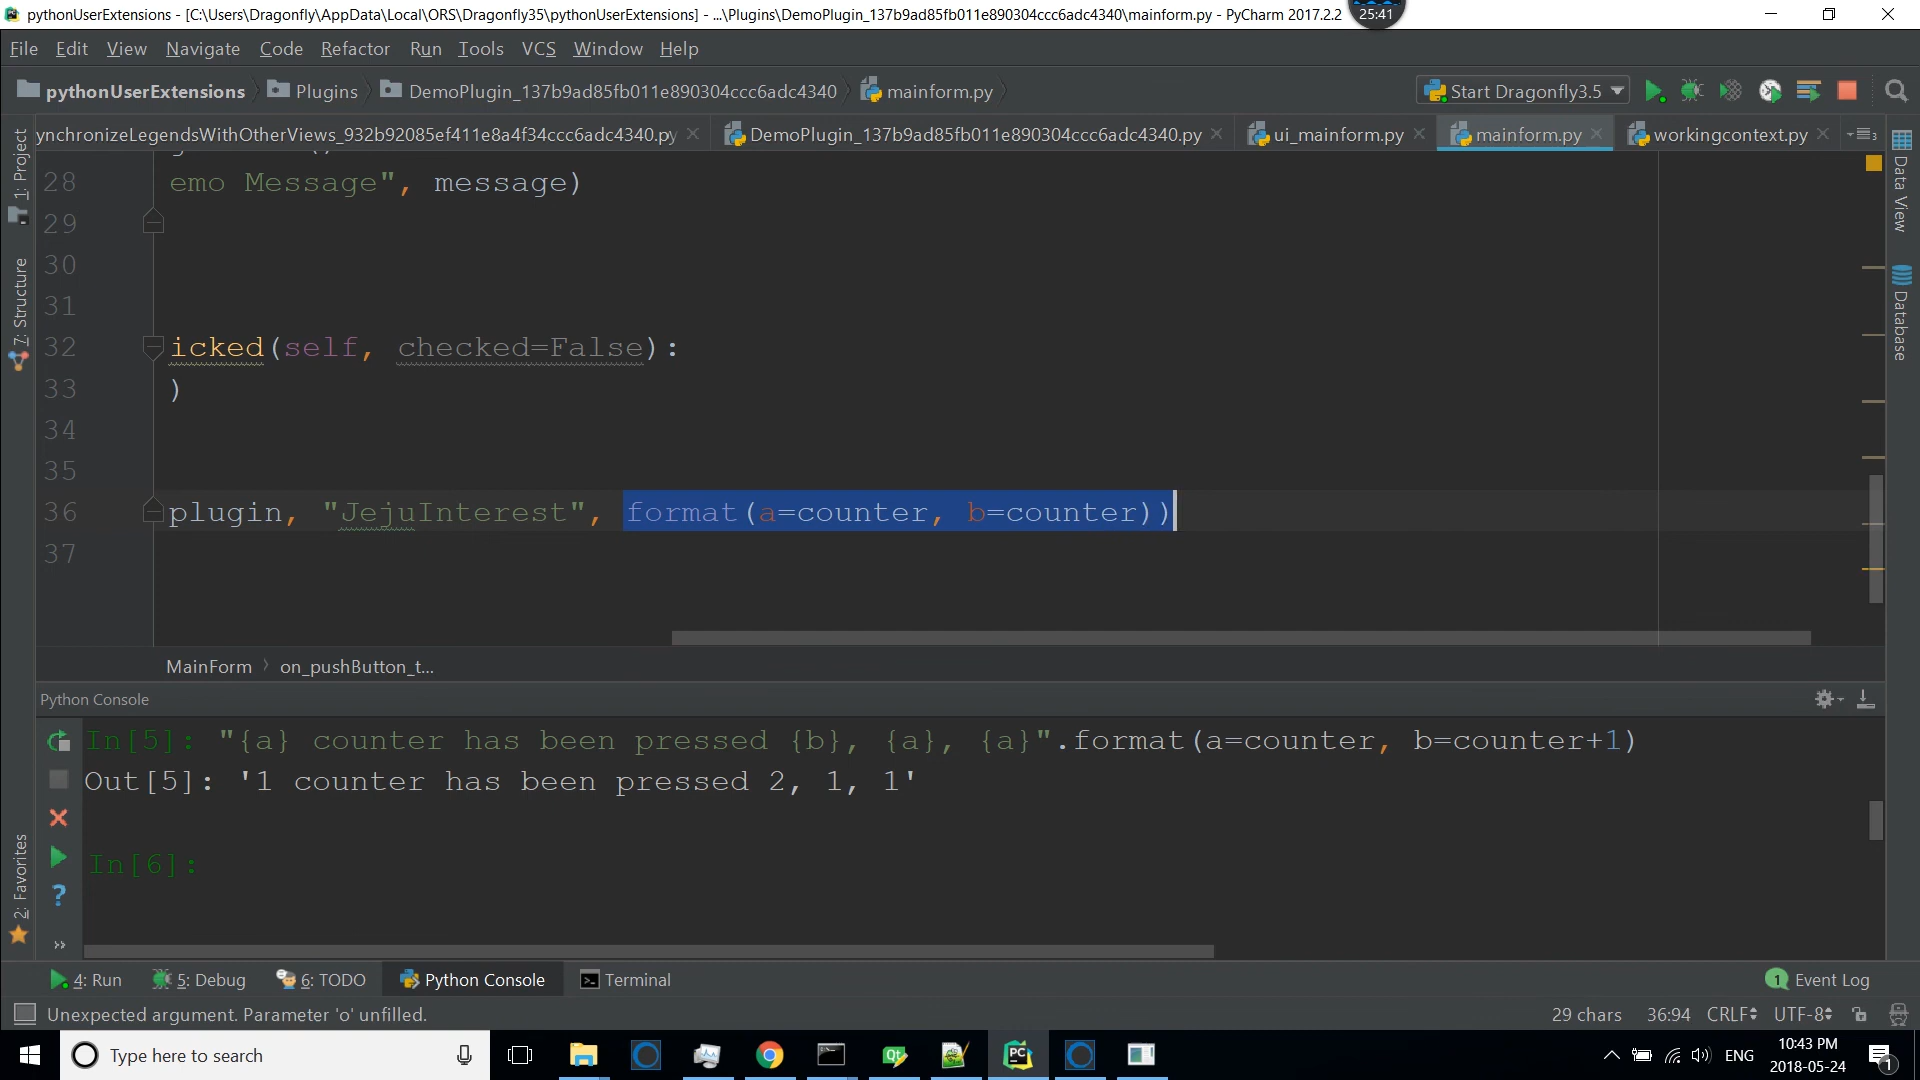 pythonUserExtensions - [C:\Users\Dragonfly\AppData\Local\ORS\Dragonfly35\pythonUserExtensions] - ...\Plugins\DemoPlugin_137b9ad85fb011e890304ccc6adc4340\mainform.py - PyCharm 2017.2.2
25:41
File Edit View Navigate Code Refactor Run Tools VCS Window Help
pythonUserExtensions Plugins DemoPlugin_137b9ad85fb011e890304ccc6adc4340 mainform.py
Start Dragonfly3.5
ynchronizeLegendsWithOtherViews_932b92085ef411e8a4f34ccc6adc4340.py DemoPlugin_137b9ad85fb011e890304ccc6adc4340.py ui_mainform.py mainform.py workingcontext.py
1: Project
7: Structure
2: Favorites
Data View
Database
28 emo Message", message)
29
30
31
32 icked(self, checked=False):
33 )
34
35
36 plugin, "JejuInterest", format(a=counter, b=counter))
37
MainForm on_pushButton_t...
Python Console
In[5]: "{a} counter has been pressed {b}, {a}, {a}".format(a=counter, b=counter+1)
Out[5]: '1 counter has been pressed 2, 1, 1'
In[6]:
4: Run 5: Debug 6: TODO Python Console Terminal
1 Event Log
Unexpected argument. Parameter 'o' unfilled.
29 chars 36:94 CRLF UTF-8
Type here to search
ENG
10:43 PM
2018-05-24
1